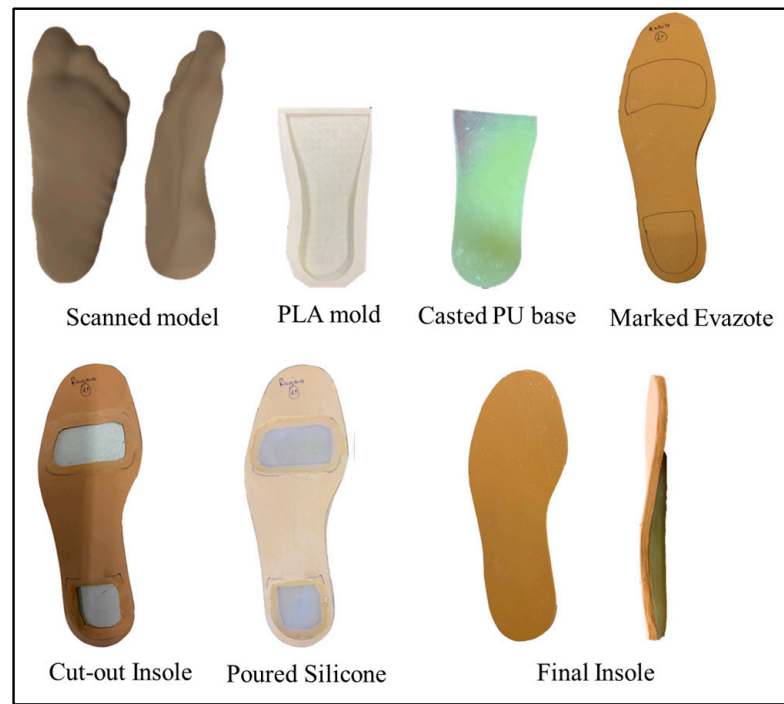 Scanned model
PLA mold
Casted PU base
Marked Evazote
Cut-out Insole
Poured Silicone
Final Insole